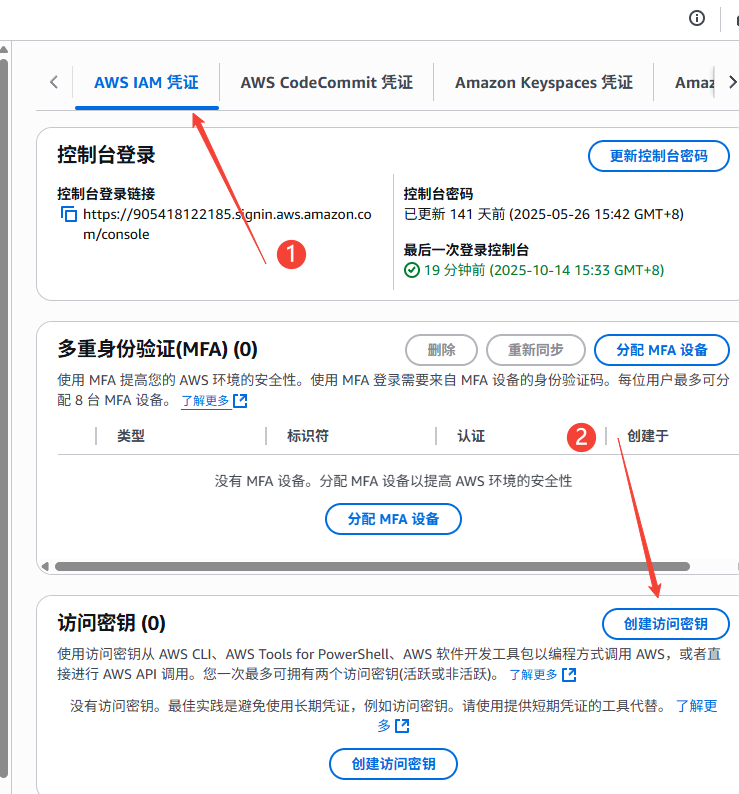 AWS IAM 凭证
AWS CodeCommit 凭证
Amazon Keyspaces 凭证
控制台登录
更新控制台密码
控制台登录链接
https://905418122185.signin.aws.amazon.co
m/console
控制台密码
已更新 141 天前 (2025-05-26 15:42 GMT+8)
最后一次登录控制台
19 分钟前 (2025-10-14 15:33 GMT+8)
1
多重身份验证(MFA) (0)
删除
重新同步
分配 MFA 设备
使用 MFA 提高您的 AWS 环境的安全性。使用 MFA 登录需要来自 MFA 设备的身份验证码。每位用户最多可分
配 8 台 MFA 设备。 了解更多
类型
标识符
认证
2
创建于
没有 MFA 设备。分配 MFA 设备以提高 AWS 环境的安全性
分配 MFA 设备
访问密钥 (0)
创建访问密钥
使用访问密钥从 AWS CLI、AWS Tools for PowerShell、AWS 软件开发工具包以编程方式调用 AWS，或者直
接进行 AWS API 调用。您一次最多可拥有两个访问密钥(活跃或非活跃)。 了解更多
没有访问密钥。最佳实践是避免使用长期凭证，例如访问密钥。请使用提供短期凭证的工具代替。 了解更
多
创建访问密钥